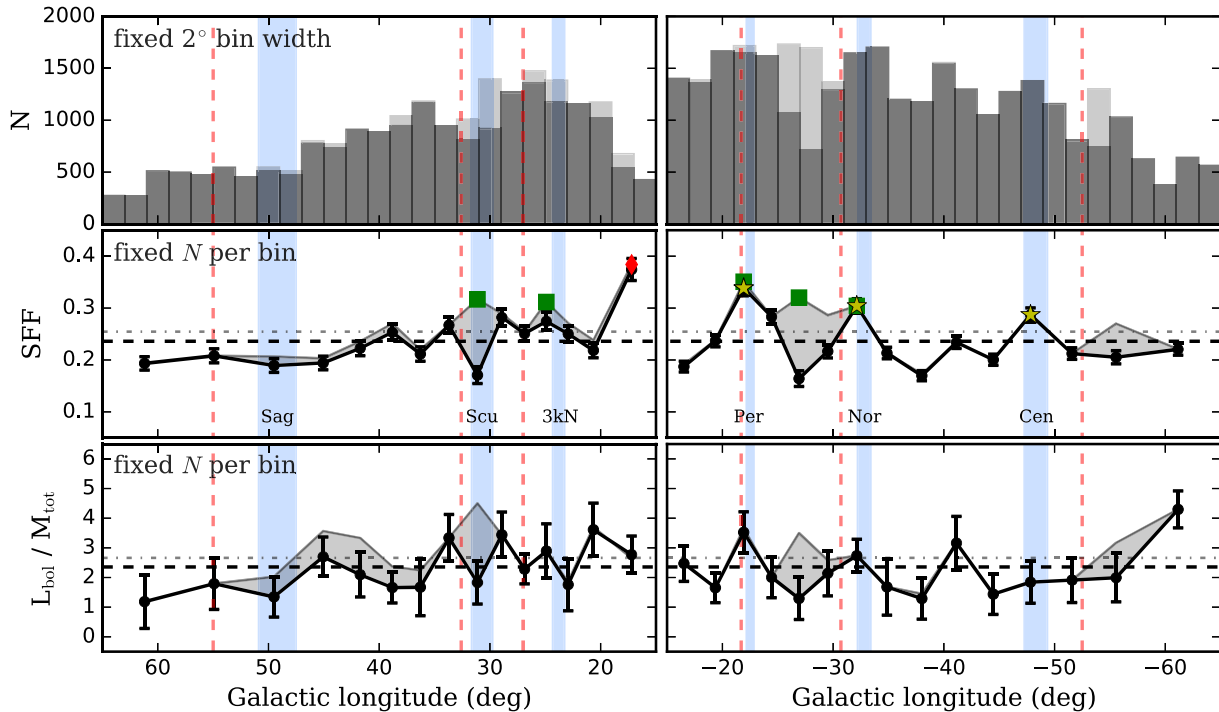 2000
1500
1000
500
0
N
fixed 2° bin width
0.4
0.3
0.2
0.1
SFF
fixed N per bin
Sag
Scu
3kN
Per
Nor
Cen
6
5
4
3
2
1
0
L_bol / M_tot
fixed N per bin
60
50
40
30
20
−20
−30
−40
−50
−60
Galactic longitude (deg)
Galactic longitude (deg)